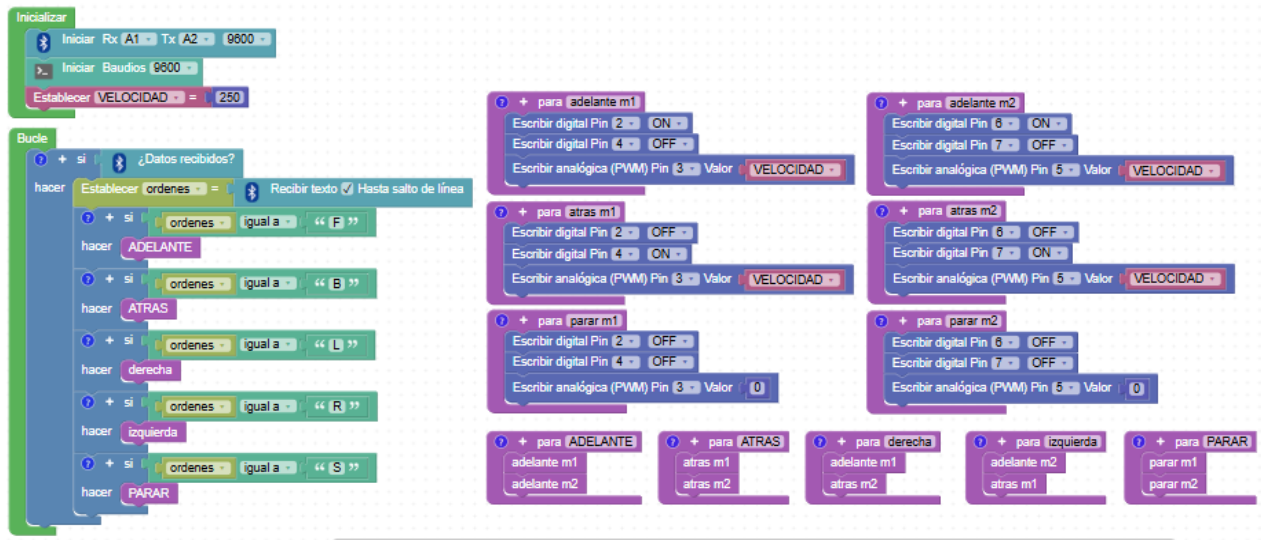 Inicializar
Iniciar Rx A1 Tx A2 9600
Iniciar Baudios 9600
Establecer VELOCIDAD = 250
Bucle
? + si ¿Datos recibidos?
hacer Establecer ordenes = Recibir texto Hasta salto de línea
? + si ordenes igual a “ F ”
hacer ADELANTE
? + si ordenes igual a “ B ”
hacer ATRAS
? + si ordenes igual a “ L ”
hacer derecha
? + si ordenes igual a “ R ”
hacer izquierda
? + si ordenes igual a “ S ”
hacer PARAR
? + para adelante m1
Escribir digital Pin 2 ON
Escribir digital Pin 4 OFF
Escribir analógica (PWM) Pin 3 Valor VELOCIDAD
? + para atras m1
Escribir digital Pin 2 OFF
Escribir digital Pin 4 ON
Escribir analógica (PWM) Pin 3 Valor VELOCIDAD
? + para parar m1
Escribir digital Pin 2 OFF
Escribir digital Pin 4 OFF
Escribir analógica (PWM) Pin 3 Valor 0
? + para adelante m2
Escribir digital Pin 6 ON
Escribir digital Pin 7 OFF
Escribir analógica (PWM) Pin 5 Valor VELOCIDAD
? + para atras m2
Escribir digital Pin 6 OFF
Escribir digital Pin 7 ON
Escribir analógica (PWM) Pin 5 Valor VELOCIDAD
? + para parar m2
Escribir digital Pin 6 OFF
Escribir digital Pin 7 OFF
Escribir analógica (PWM) Pin 5 Valor 0
? + para ADELANTE
adelante m1
adelante m2
? + para ATRAS
atras m1
atras m2
? + para derecha
adelante m1
atras m2
? + para izquierda
adelante m2
atras m1
? + para PARAR
parar m1
parar m2